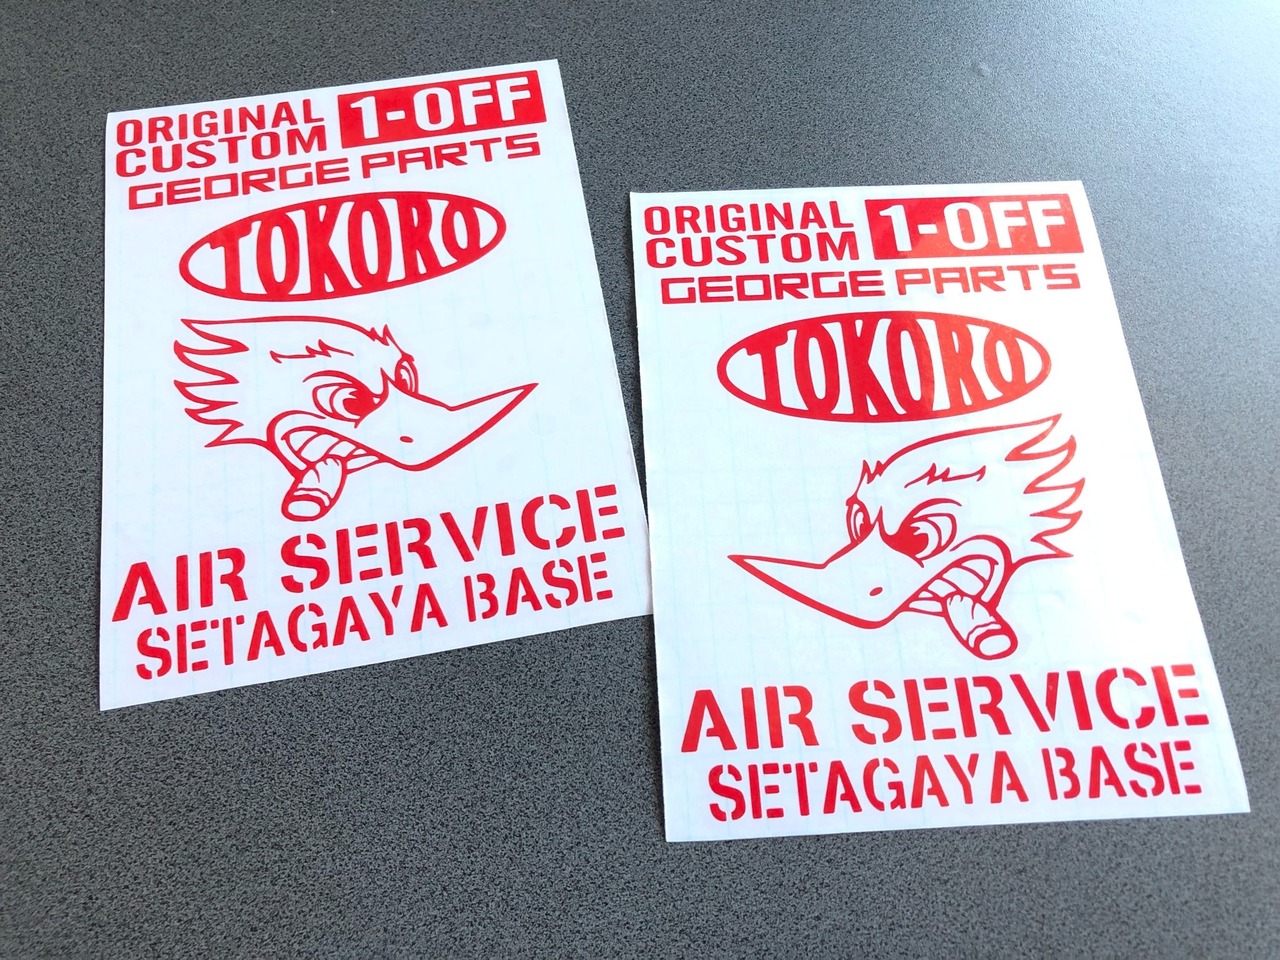 ORIGINAL
CUSTOM
1-OFF
GEORGE PARTS
TOKORO
AIR SERVICE
SETAGAYA BASE
ORIGINAL
CUSTOM
1-OFF
GEORGE PARTS
TOKORO
AIR SERVICE
SETAGAYA BASE